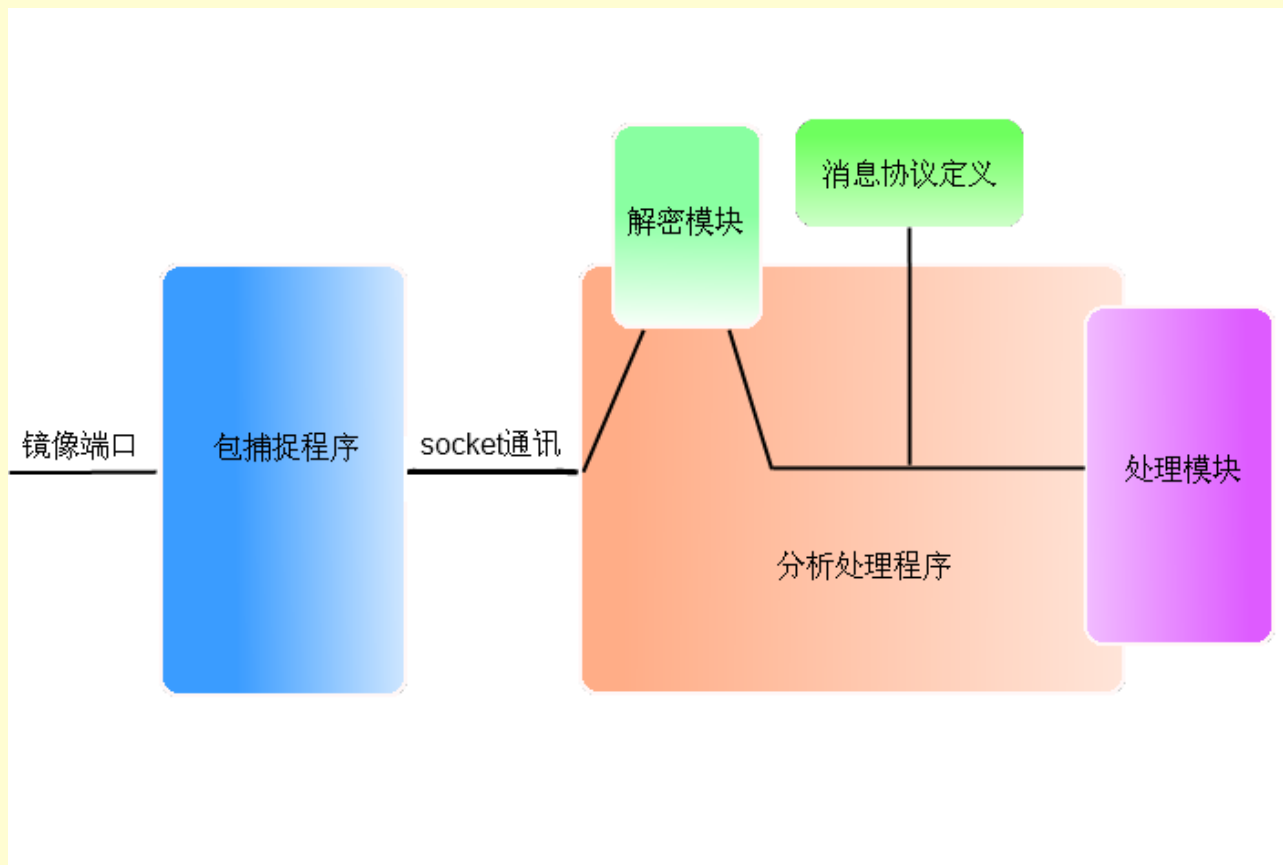 镜像端口
包捕捉程序
socket通讯
解密模块
消息协议定义
分析处理程序
处理模块